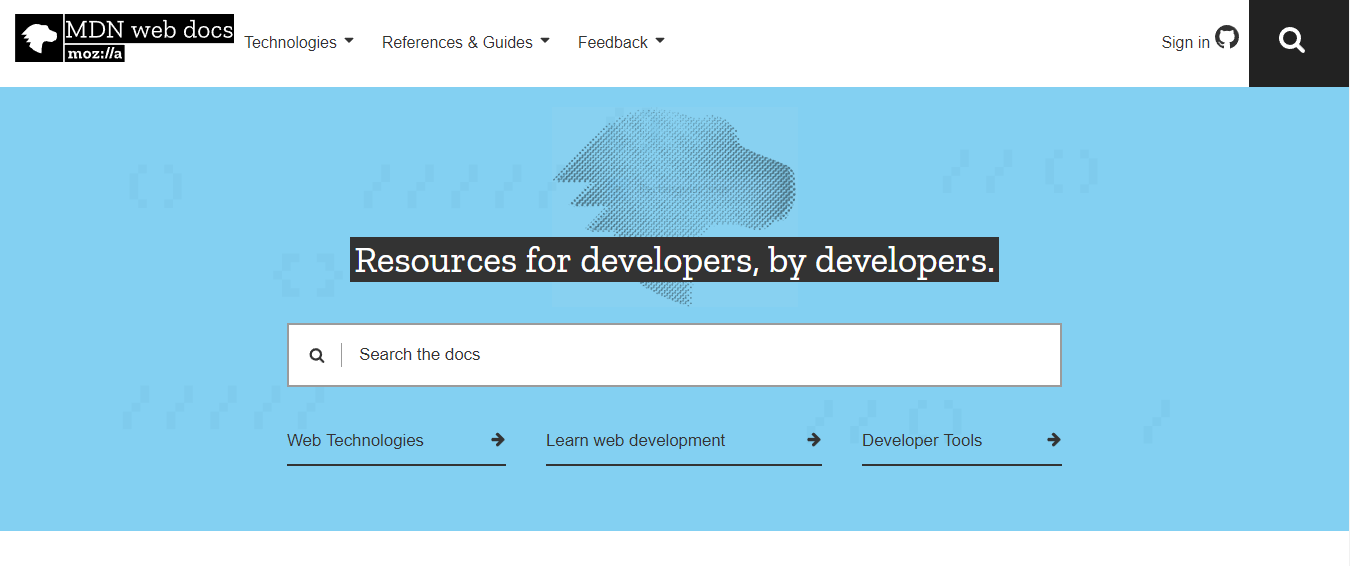 MDN web docs
moz://a
Technologies
References & Guides
Feedback
Sign in
Resources for developers, by developers.
Search the docs
Web Technologies
Learn web development
Developer Tools